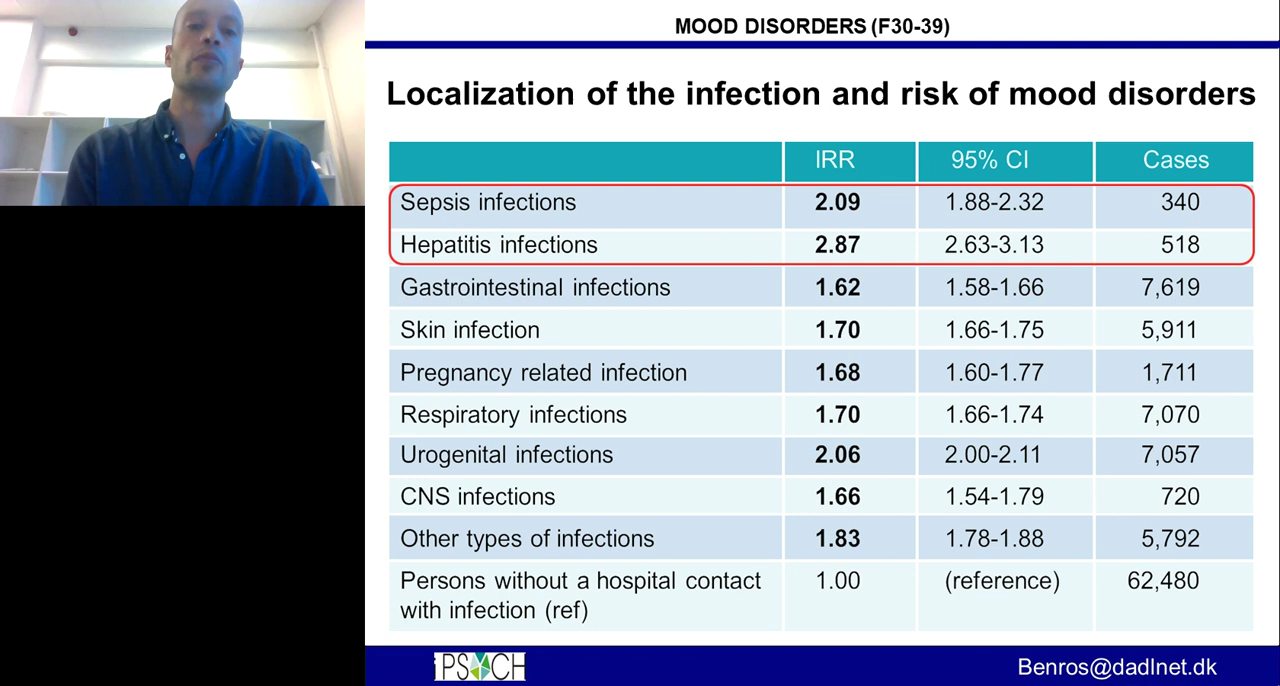 MOOD DISORDERS (F30-39)
Localization of the infection and risk of mood disorders
IRR 95% CI Cases
Sepsis infections 2.09 1.88-2.32 340
Hepatitis infections 2.87 2.63-3.13 518
Gastrointestinal infections 1.62 1.58-1.66 7,619
Skin infection 1.70 1.66-1.75 5,911
Pregnancy related infection 1.68 1.60-1.77 1,711
Respiratory infections 1.70 1.66-1.74 7,070
Urogenital infections 2.06 2.00-2.11 7,057
CNS infections 1.66 1.54-1.79 720
Other types of infections 1.83 1.78-1.88 5,792
Persons without a hospital contact 1.00 (reference) 62,480
with infection (ref)
iPSYCH Benros@dadlnet.dk